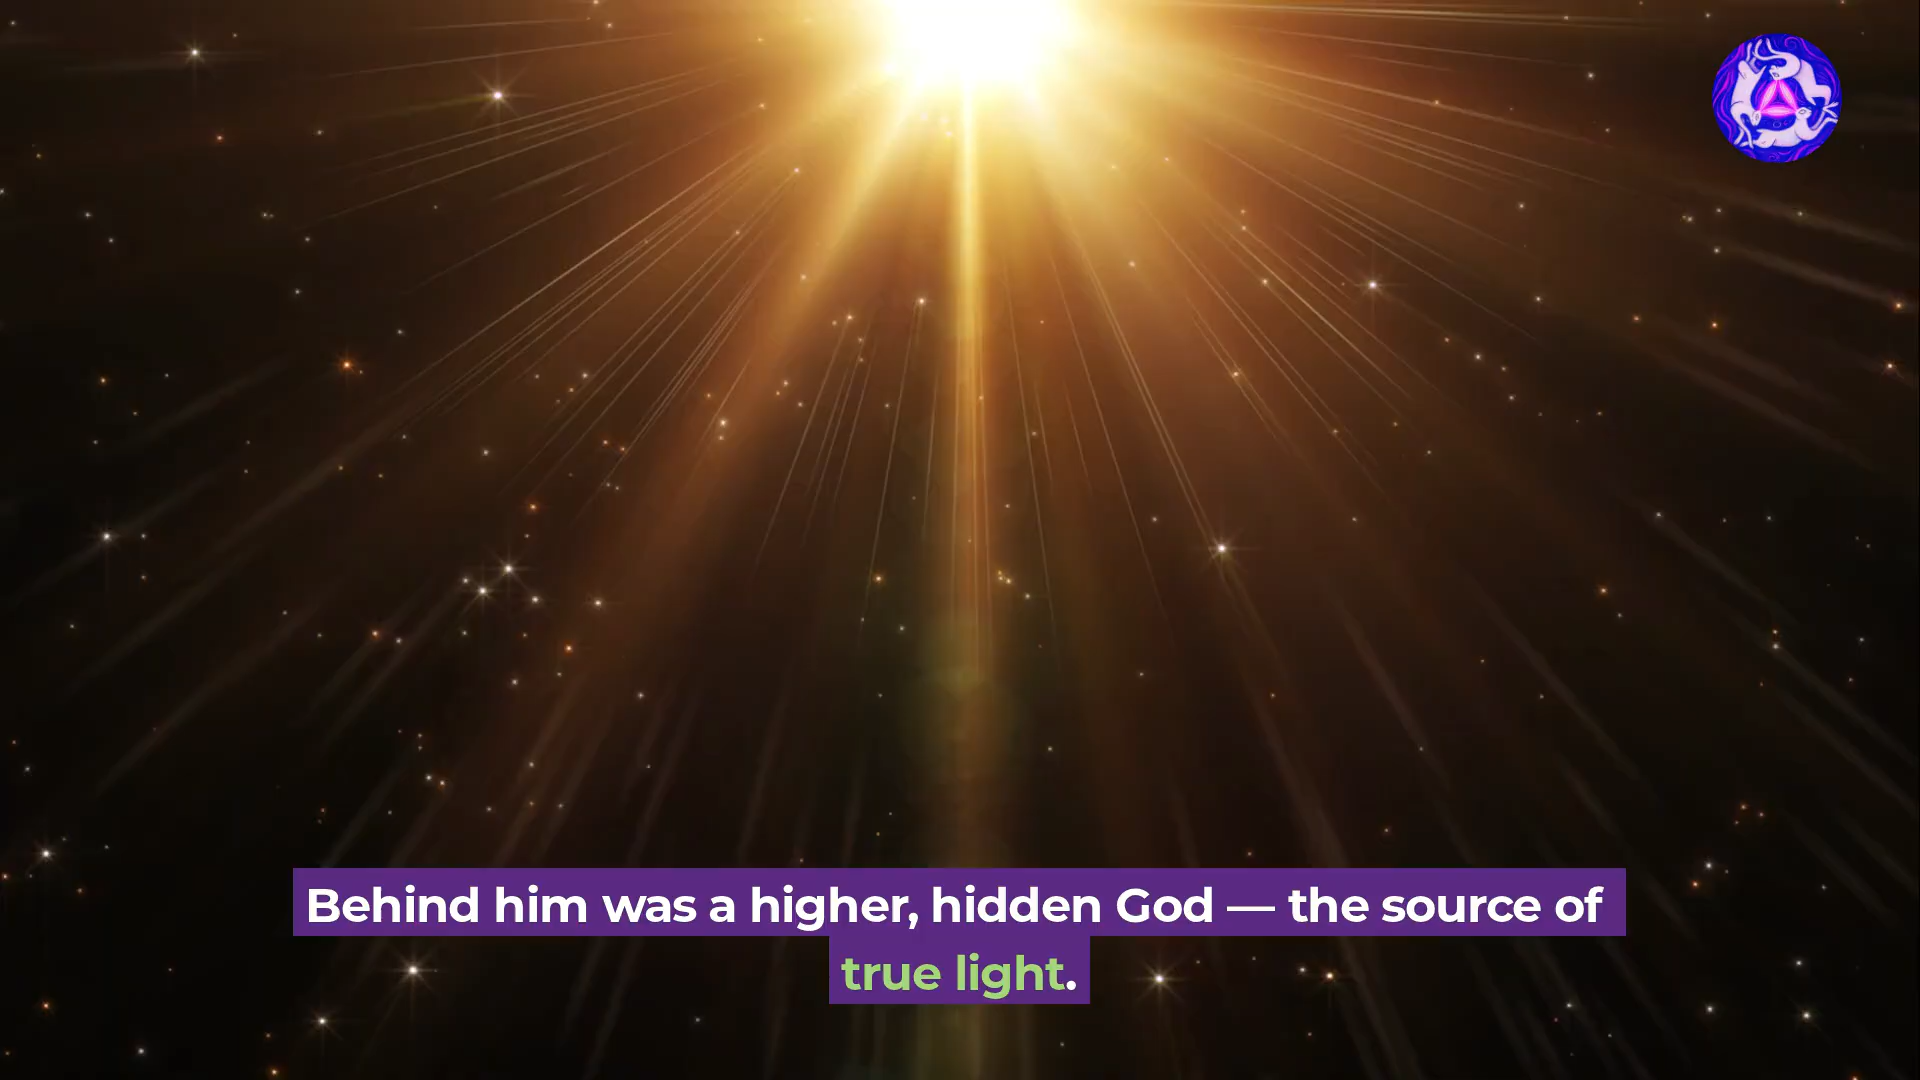 Behind him was a higher, hidden God — the source of
true light.